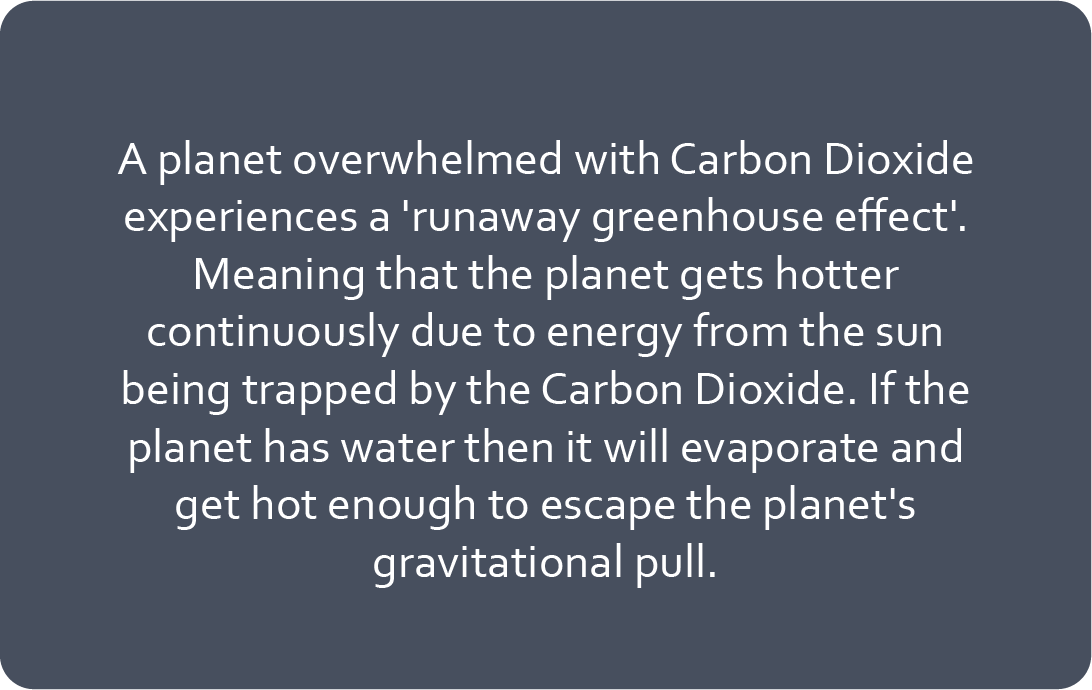 A planet overwhelmed with Carbon Dioxide
experiences a 'runaway greenhouse effect'.
Meaning that the planet gets hotter
continuously due to energy from the sun
being trapped by the Carbon Dioxide. If the
planet has water then it will evaporate and
get hot enough to escape the planet's
gravitational pull.